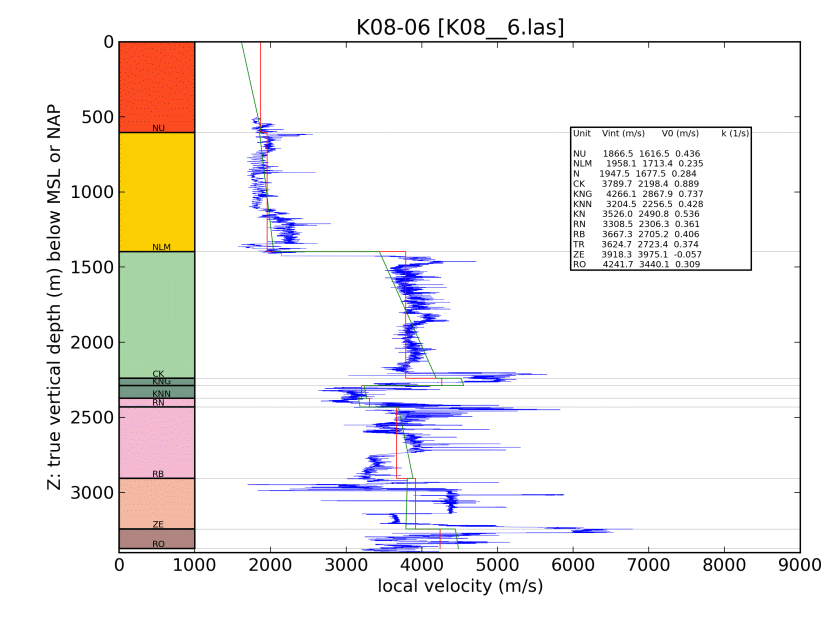 K08-06 [K08__6.las]
Z: true vertical depth (m) below MSL or NAP
0
500
1000
1500
2000
2500
3000
NU
NLM
CK
KNG
KNN
RN
RB
ZE
RO
Unit Vint (m/s) V0 (m/s) k (1/s)
NU 1866.5 1616.5 0.436
NLM 1958.1 1713.4 0.235
N 1947.5 1677.5 0.284
CK 3789.7 2198.4 0.889
KNG 4266.1 2867.9 0.737
KNN 3204.5 2256.5 0.428
KN 3526.0 2490.8 0.536
RN 3308.5 2306.3 0.361
RB 3667.3 2705.2 0.406
TR 3624.7 2723.4 0.374
ZE 3918.3 3975.1 -0.057
RO 4241.7 3440.1 0.309
0 1000 2000 3000 4000 5000 6000 7000 8000 9000
local velocity (m/s)